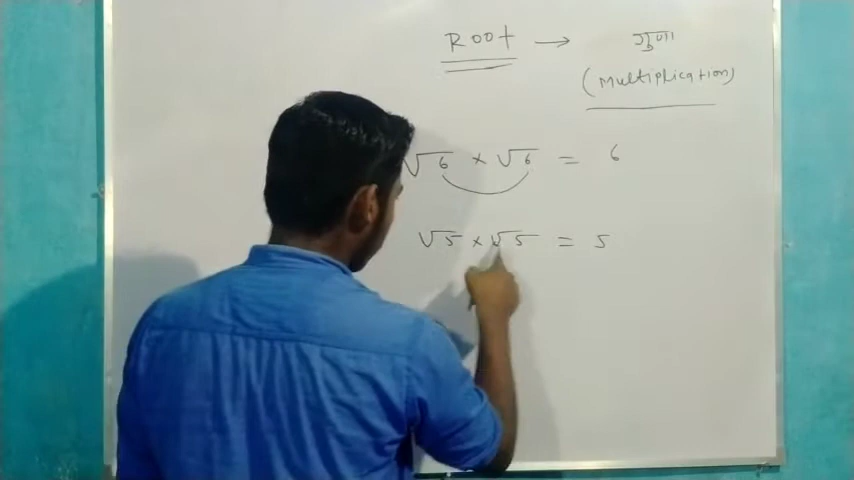 Root → गुणा
(Multiplication)
√6 × √6 = 6
√5 × √5 = 5